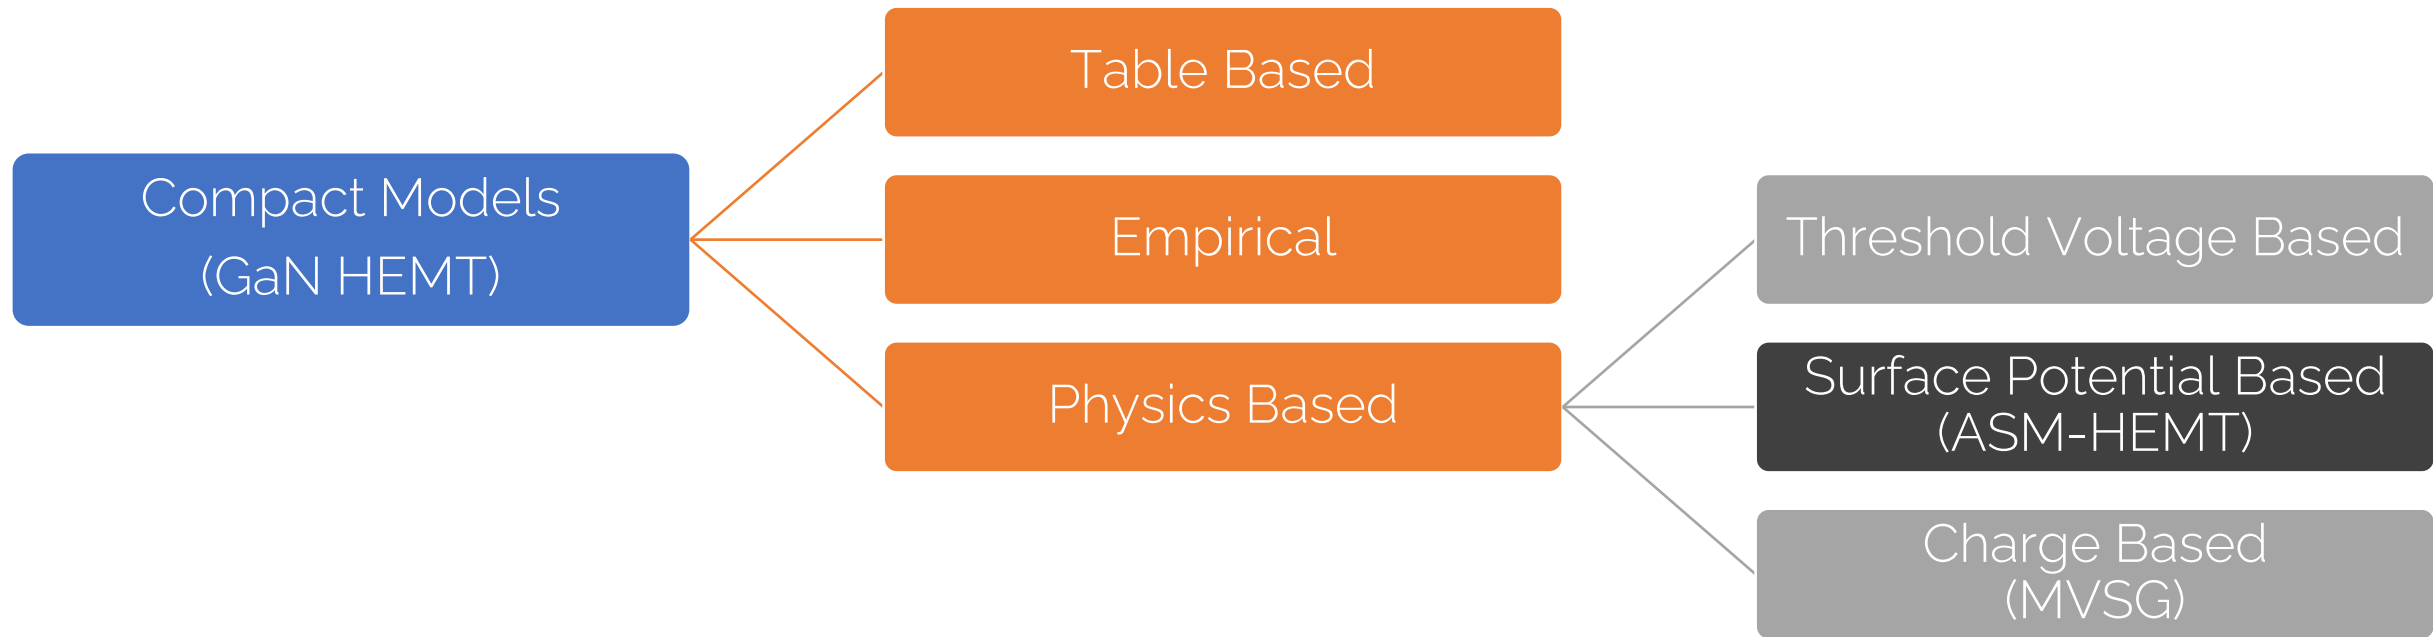 Compact Models
(GaN HEMT)
Table Based
Empirical
Physics Based
Threshold Voltage Based
Surface Potential Based
(ASM-HEMT)
Charge Based
(MVSG)